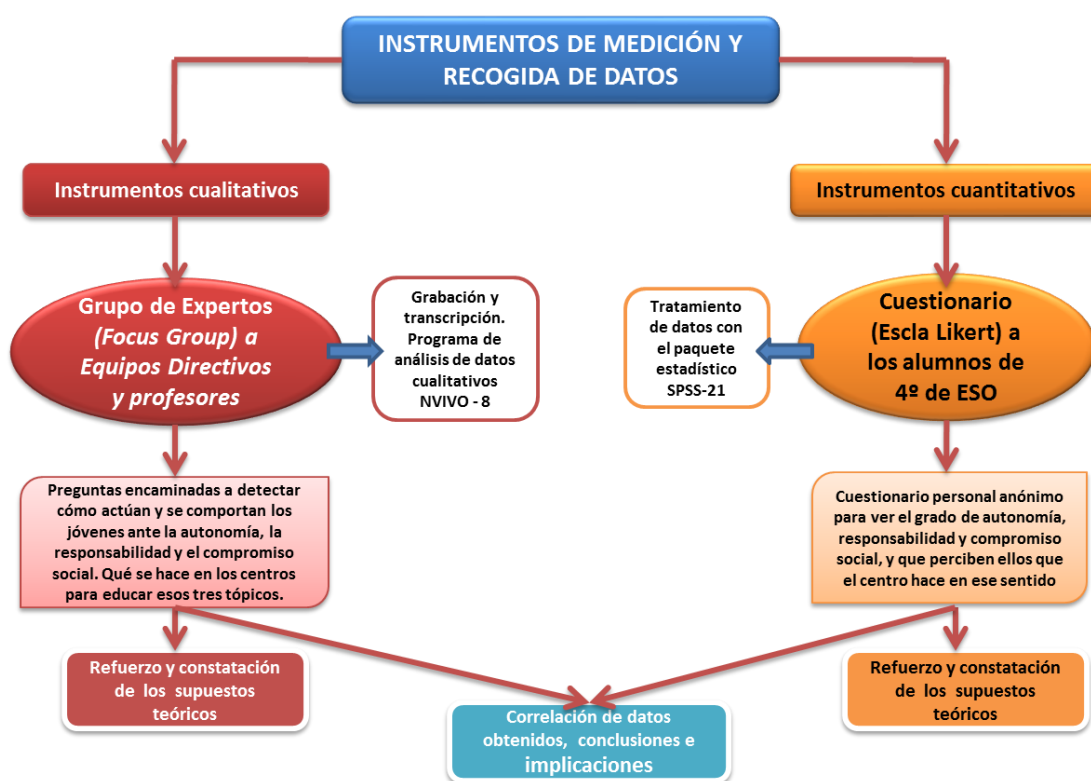 INSTRUMENTOS DE MEDICIÓN Y
RECOGIDA DE DATOS
Instrumentos cualitativos
Instrumentos cuantitativos
Grupo de Expertos
(Focus Group) a
Equipos Directivos
y profesores
Grabación y
transcripción.
Programa de
análisis de datos
cualitativos
NVIVO - 8
Tratamiento
de datos con
el paquete
estadístico
SPSS-21
Cuestionario
(Escla Likert) a
los alumnos de
4º de ESO
Preguntas encaminadas a detectar
cómo actúan y se comportan los
jóvenes ante la autonomía, la
responsabilidad y el compromiso
social. Qué se hace en los centros
para educar esos tres tópicos.
Cuestionario personal anónimo
para ver el grado de autonomía,
responsabilidad y compromiso
social, y que perciben ellos que
el centro hace en ese sentido
Refuerzo y constatación
de los supuestos
teóricos
Refuerzo y constatación
de los supuestos
teóricos
Correlación de datos
obtenidos, conclusiones e
implicaciones